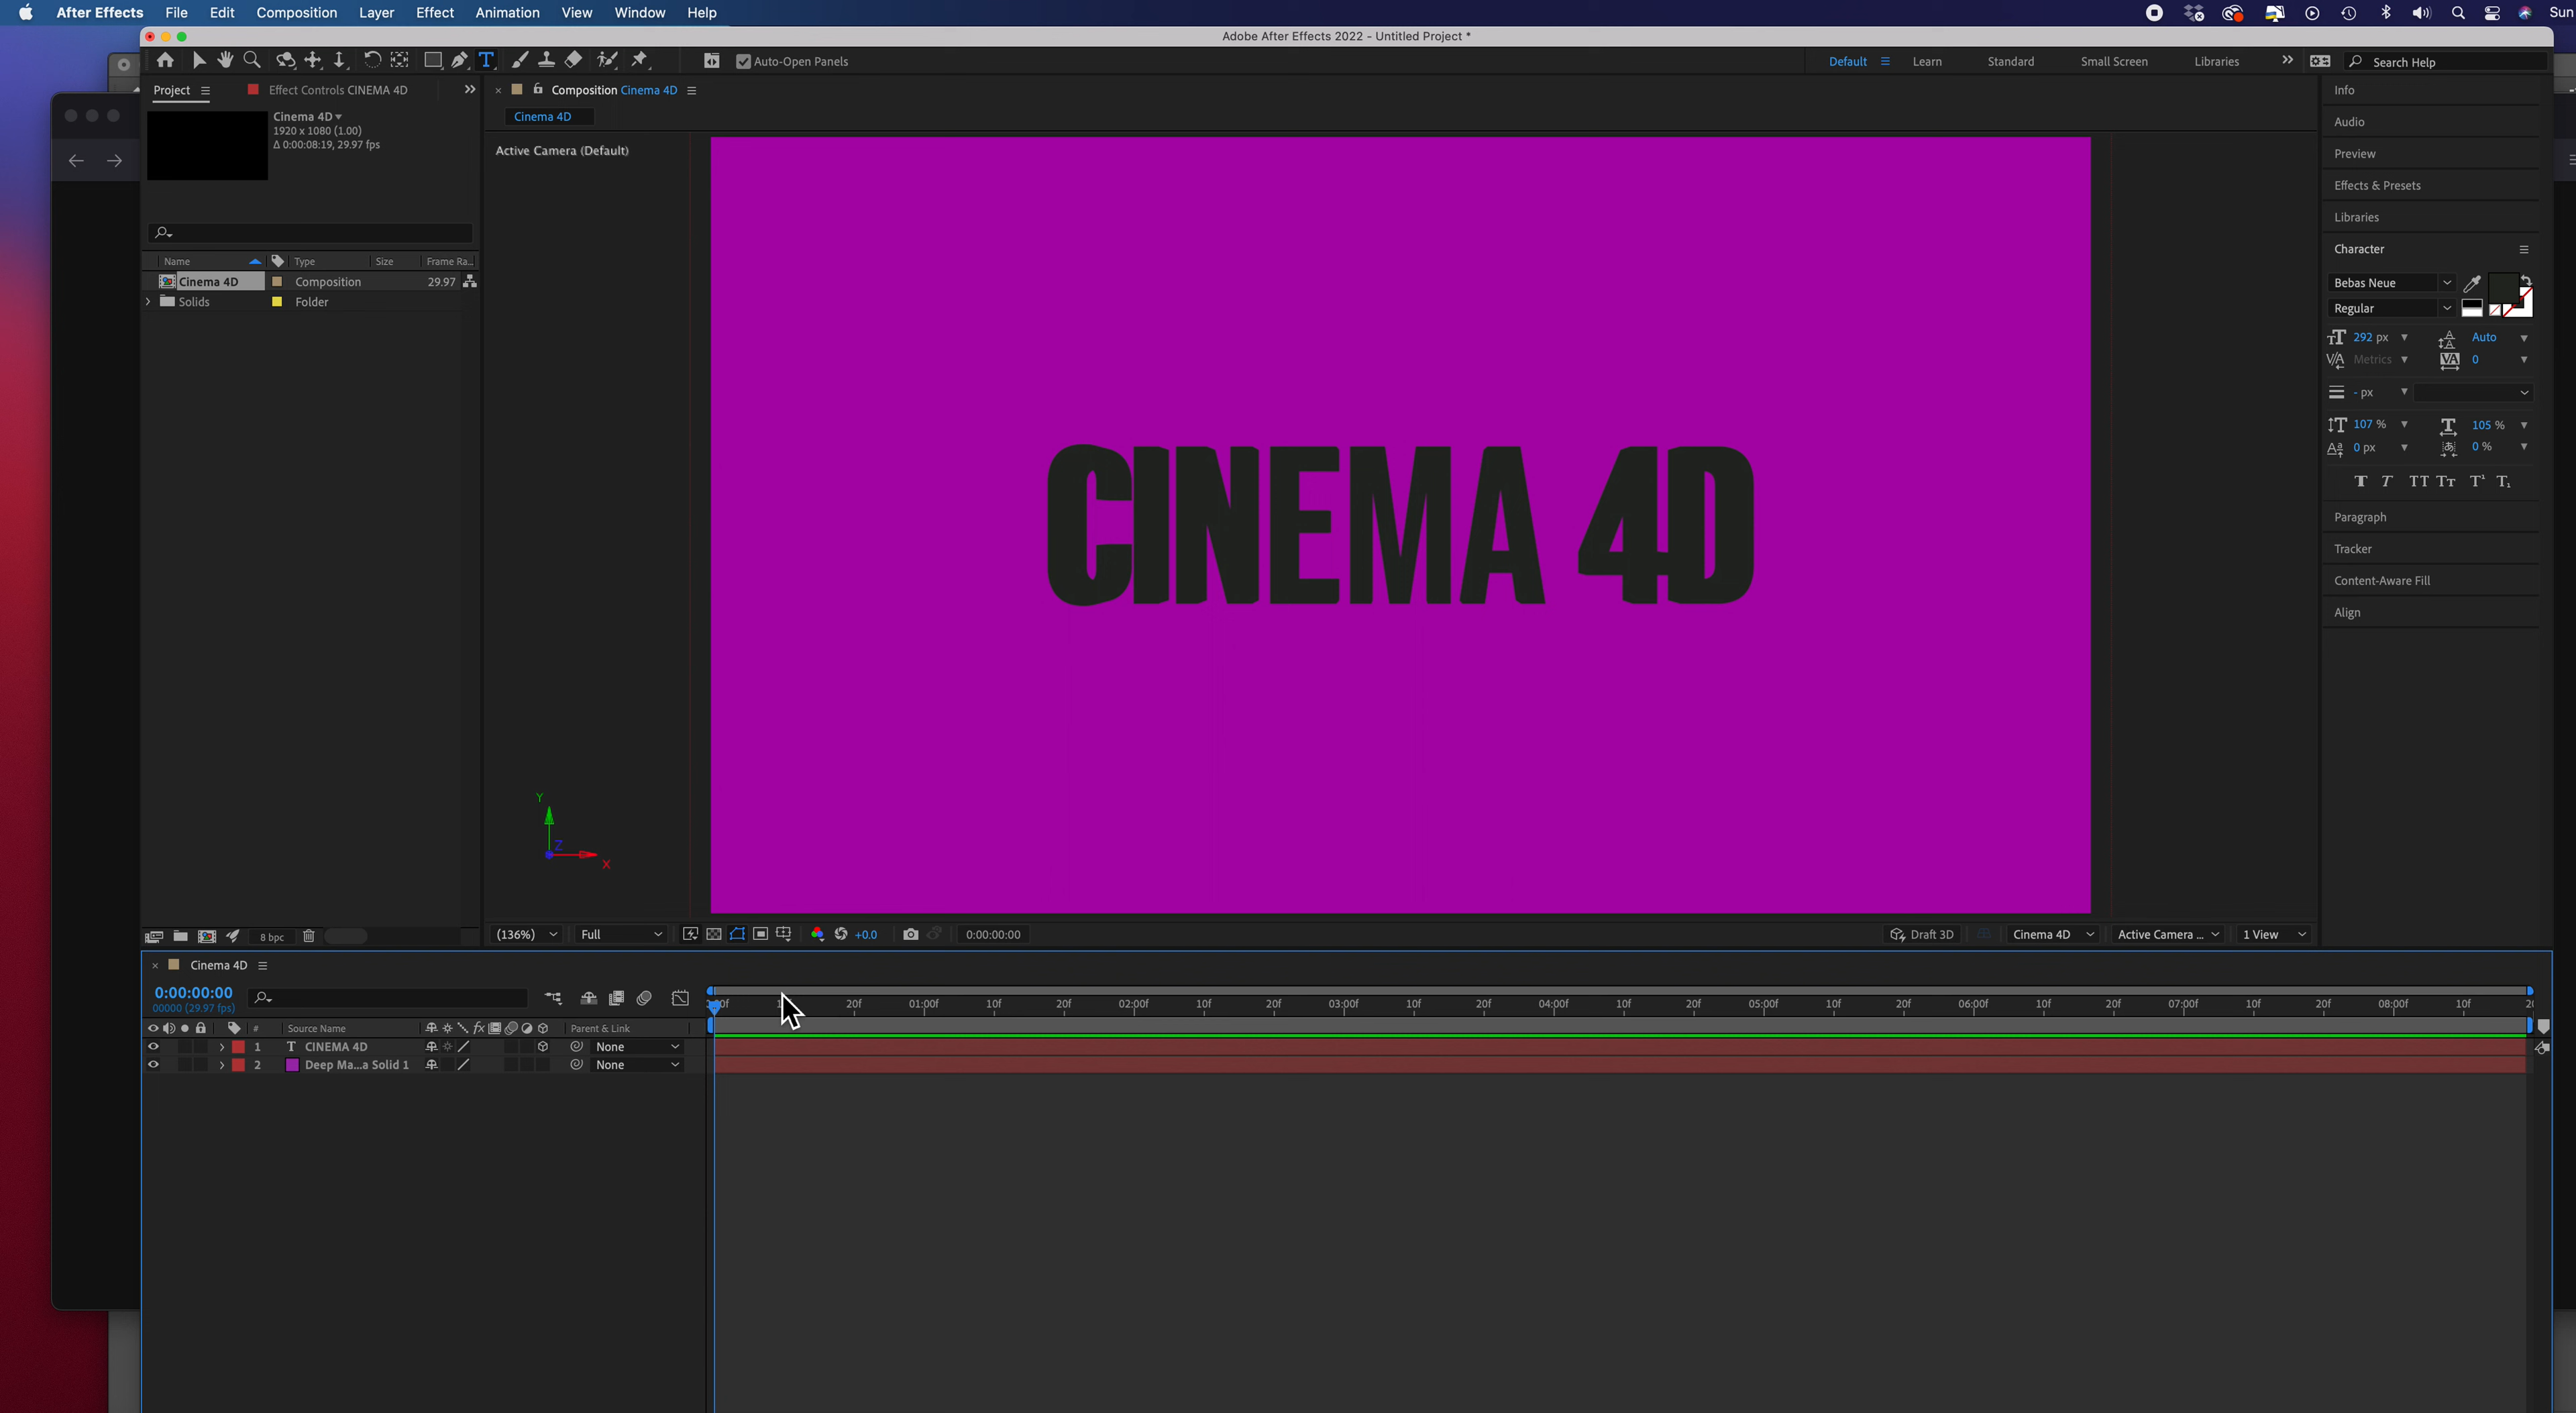 After Effects File Edit Composition Layer Effect Animation View Window Help Sun
Adobe After Effects 2022 - Untitled Project *
Auto-Open Panels Default Learn Standard Small Screen Libraries Search Help
Project Effect Controls CINEMA 4D
Cinema 4D
1920 x 1080 (1.00)
Δ 0:00:08:19, 29.97 fps
Name Type Size Frame Ra...
Cinema 4D Composition 29.97
Solids Folder
8 bpc
Composition Cinema 4D
Cinema 4D
Active Camera (Default)
CINEMA 4D
Y
Z
X
(136%) Full +0.0 0:00:00:00 Draft 3D Cinema 4D Active Camera ... 1 View
Info
Audio
Preview
Effects & Presets
Libraries
Character
Bebas Neue
Regular
292 px Auto
Metrics 0
- px
107 % 105 %
0 px 0 %
T T TT Tт T¹ T₁
Paragraph
Tracker
Content-Aware Fill
Align
Cinema 4D
0:00:00:00
00000 (29.97 fps)
20f 01:00f 10f 20f 02:00f 10f 20f 03:00f 10f 20f 04:00f 10f 20f 05:00f 10f 20f 06:00f 10f 20f 07:00f 10f 20f 08:00f 10f
# Source Name fx Parent & Link
1 T CINEMA 4D None
2 Deep Ma...a Solid 1 None